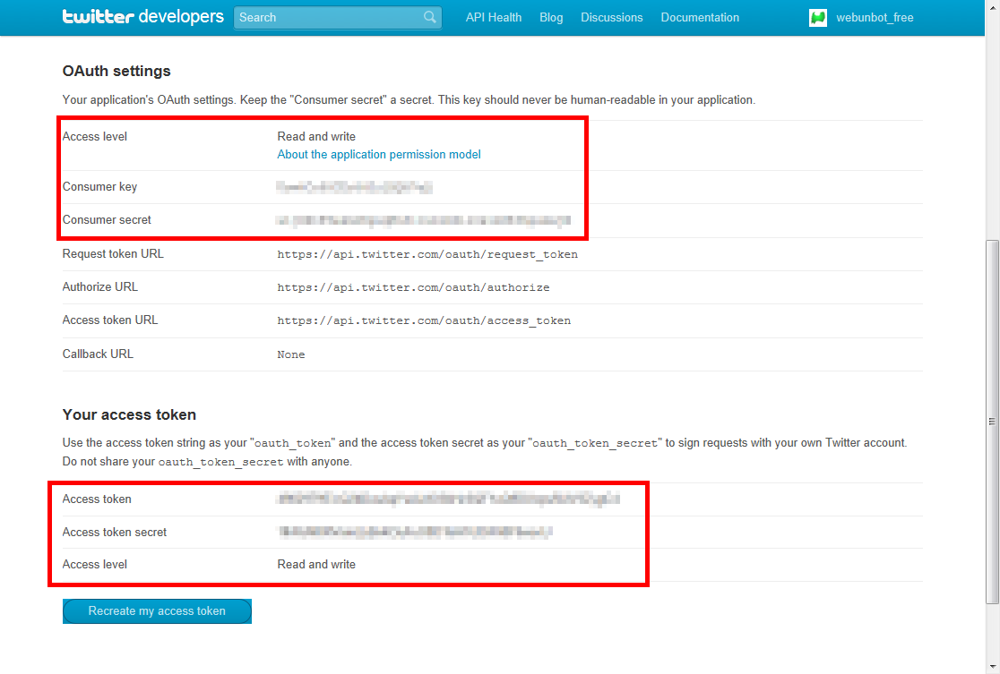 twitter developers Search API Health Blog Discussions Documentation webunbot_free
OAuth settings
Your application's OAuth settings. Keep the "Consumer secret" a secret. This key should never be human-readable in your application.
Access level Read and write
About the application permission model
Consumer key
Consumer secret
Request token URL https://api.twitter.com/oauth/request_token
Authorize URL https://api.twitter.com/oauth/authorize
Access token URL https://api.twitter.com/oauth/access_token
Callback URL None
Your access token
Use the access token string as your "oauth_token" and the access token secret as your "oauth_token_secret" to sign requests with your own Twitter account.
Do not share your oauth_token_secret with anyone.
Access token
Access token secret
Access level Read and write
Recreate my access token